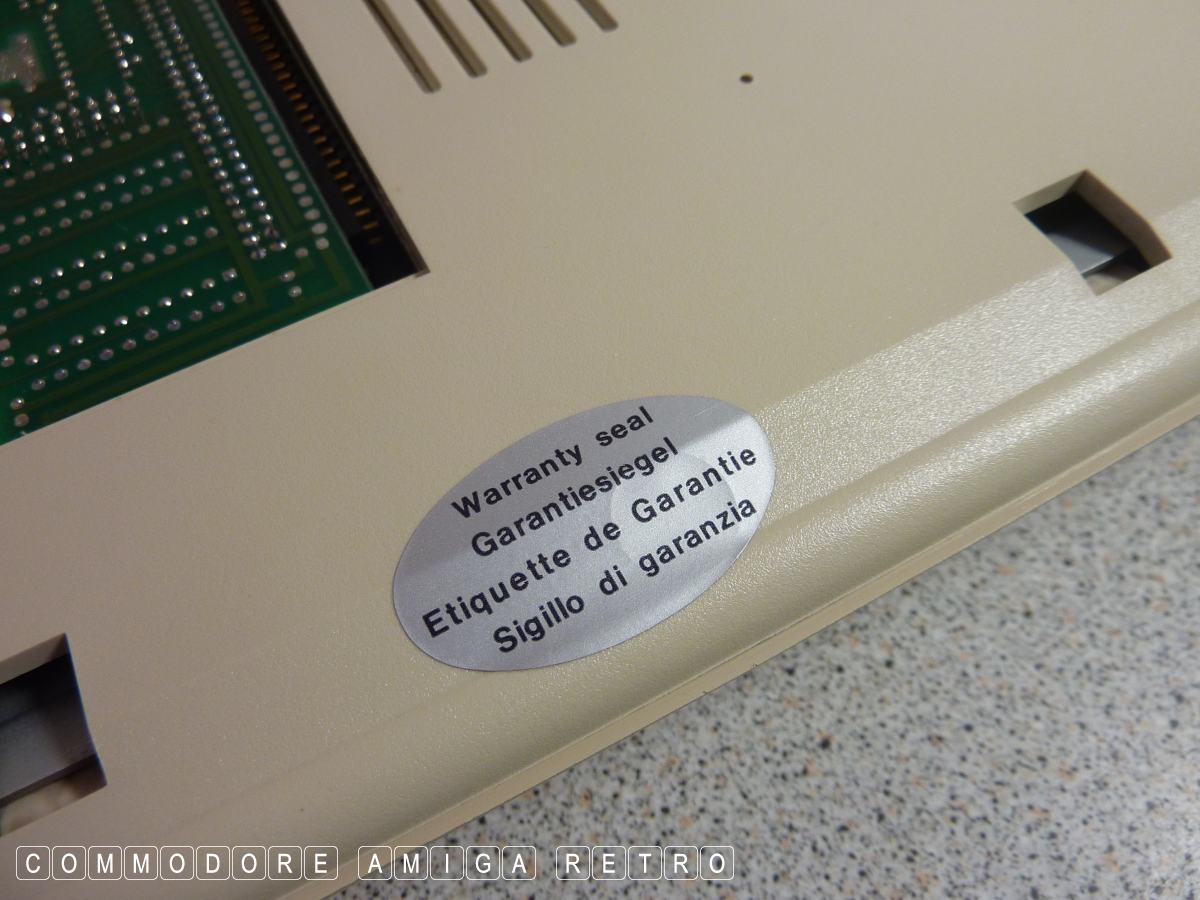 Warranty seal
Garantiesiegel
Etiquette de Garantie
Sigillo di garanzia
COMMODORE AMIGA RETRO